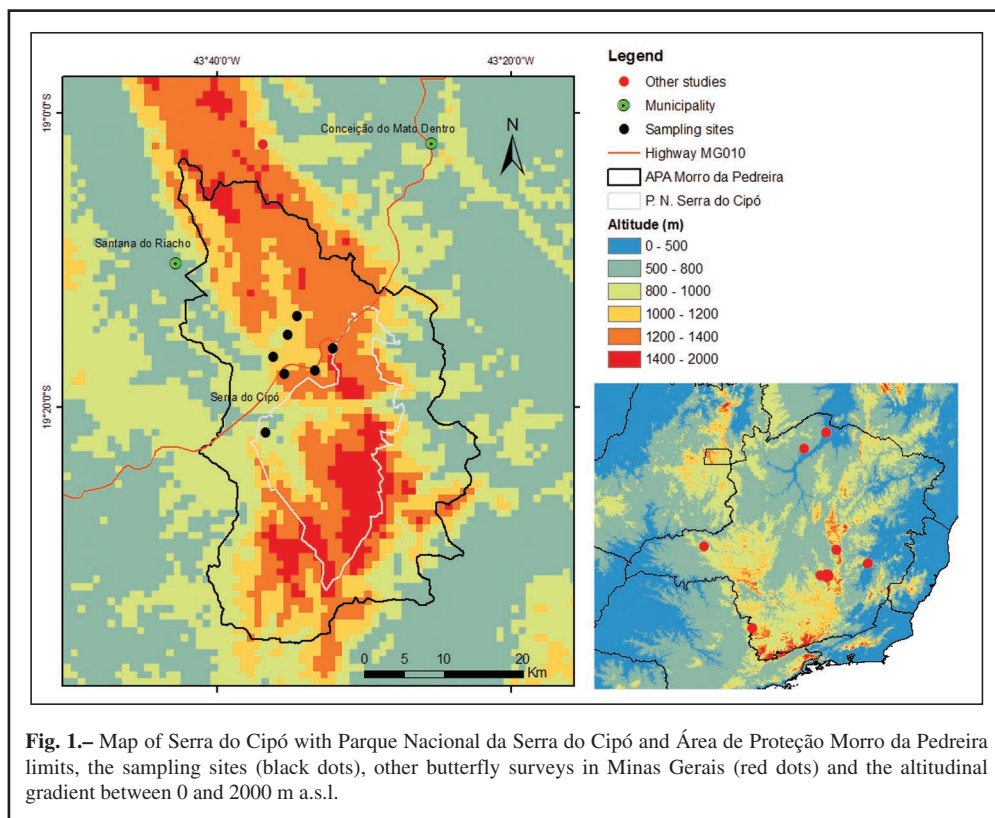 43°40'0"W
43°20'0"W
19°0'0"S
19°20'0"S
Conceição do Mato Dentro
N
Santana do Riacho
Serra do Cipó
0 5 10 20
Km
Legend
Other studies
Municipality
Sampling sites
Highway MG010
APA Morro da Pedreira
P. N. Serra do Cipó
Altitude (m)
0 - 500
500 - 800
800 - 1000
1000 - 1200
1200 - 1400
1400 - 2000
Fig. 1.– Map of Serra do Cipó with Parque Nacional da Serra do Cipó and Área de Proteção Morro da Pedreira
limits, the sampling sites (black dots), other butterfly surveys in Minas Gerais (red dots) and the altitudinal
gradient between 0 and 2000 m a.s.l.